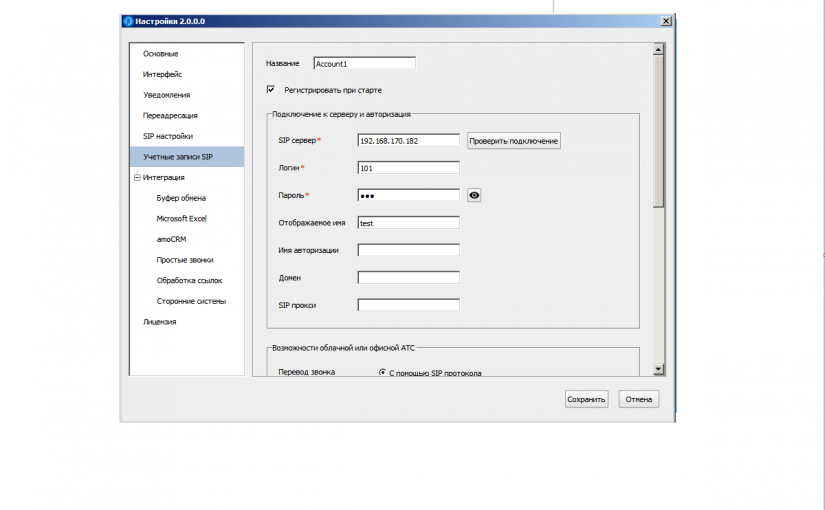 Настройки 2.0.0.0
Основные
Интерфейс
Уведомления
Переадресация
SIP настройки
Учетные записи SIP
Интеграция
Буфер обмена
Microsoft Excel
amoCRM
Простые звонки
Обработка ссылок
Сторонние системы
Лицензия
Название Account1
Регистрировать при старте
Подключение к серверу и авторизация
SIP сервер* 192.168.170.182 Проверить подключение
Логин* 101
Пароль* ●●●
Отображаемое имя test
Имя авторизации
Домен
SIP прокси
Возможности облачной или офисной АТС
Перевод звонка С помощью SIP протокола
Сохранить Отмена